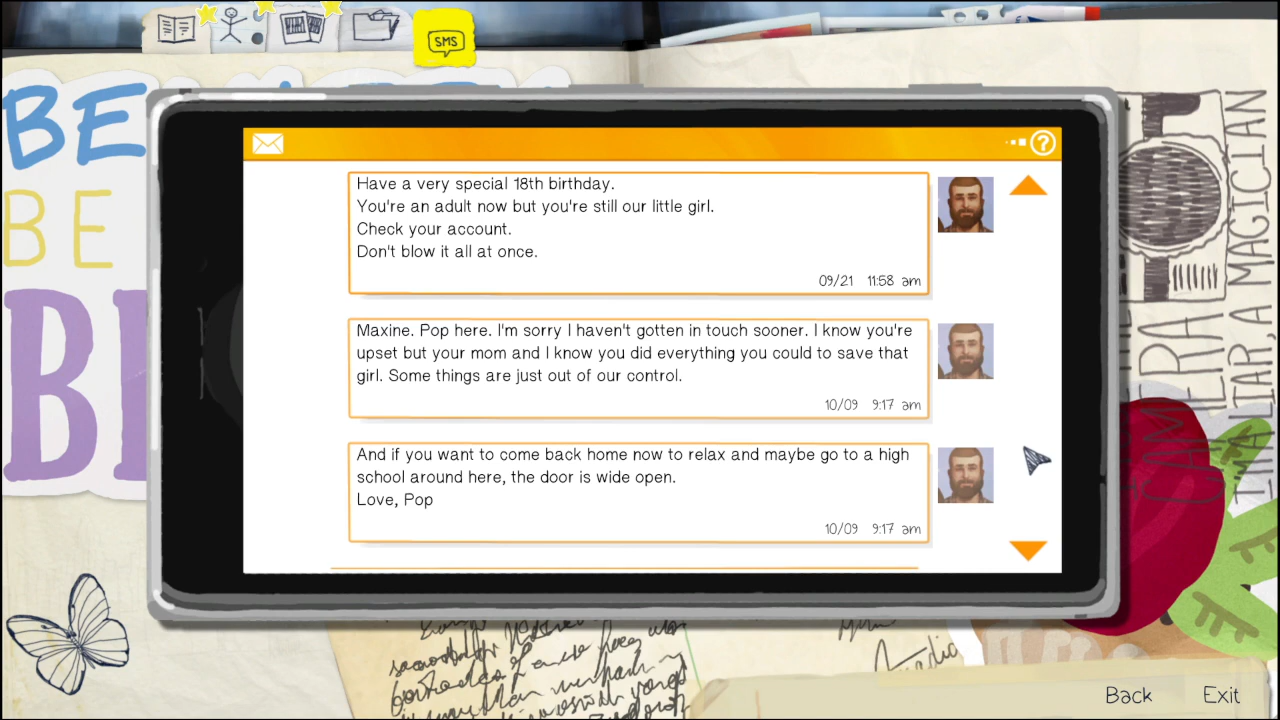 SMS
BE
BE
Have a very special 18th birthday.
You're an adult now but you're still our little girl.
Check your account.
Don't blow it all at once.
09/21 11:58 am
Maxine. Pop here. I'm sorry I haven't gotten in touch sooner. I know you're
upset but your mom and I know you did everything you could to save that
girl. Some things are just out of our control.
10/09 9:17 am
And if you want to come back home now to relax and maybe go to a high
school around here, the door is wide open.
Love, Pop
10/09 9:17 am
A MAGICIAN
Back Exit